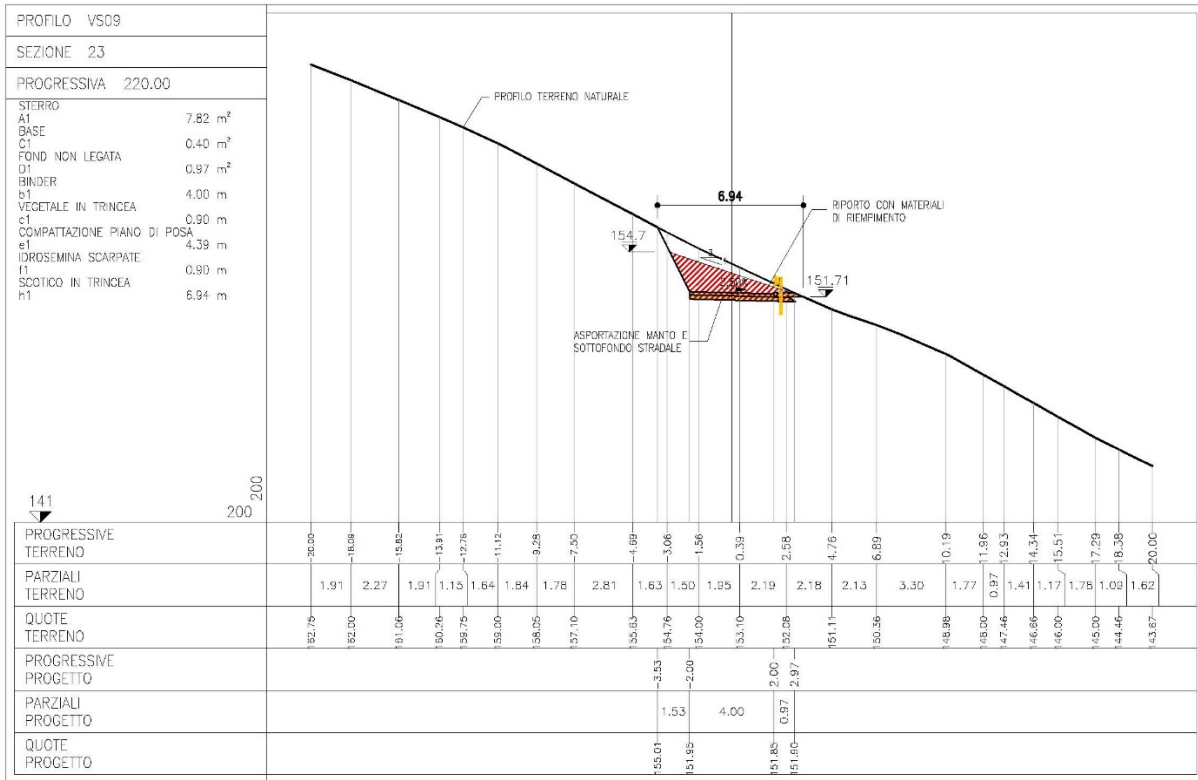 PROFILO VS09
SEZIONE 23
PROGRESSIVA 220.00
STERRO
A1 7.82 m²
BASE
C1 0.40 m²
FOND NON LEGATA
D1 0.97 m²
BINDER
b1 4.00 m
VEGETALE IN TRINCEA
c1 0.90 m
COMPATTAZIONE PIANO DI POSA
e1 4.39 m
IDROSEMINA SCARPATE
f1 0.90 m
SCOTICO IN TRINCEA
h1 6.94 m
PROFILO TERRENO NATURALE
6.94
RIPORTO CON MATERIALI
DI RIEMPIMENTO
154.7
151.71
2.50%
ASPORTAZIONE MANTO E
SOTTOFONDO STRADALE
141
200
200
PROGRESSIVE
TERRENO
-20.00 -18.09 -15.82 -13.91 -12.76 -11.12 -9.28 -7.50 -4.69 -3.06 -1.56 0.39 2.58 4.76 6.89 10.19 11.96 12.93 14.34 15.51 17.29 18.38 20.00
PARZIALI
TERRENO
1.91 2.27 1.91 1.15 1.64 1.84 1.78 2.81 1.63 1.50 1.95 2.19 2.18 2.13 3.30 1.77 0.97 1.41 1.17 1.78 1.09 1.62
QUOTE
TERRENO
162.75 162.00 161.06 160.26 159.75 159.00 158.05 157.10 155.63 154.76 154.00 153.10 152.08 151.11 150.36 148.98 148.00 147.46 146.66 146.00 145.00 144.46 143.67
PROGRESSIVE
PROGETTO
-3.53 -2.00 2.00 2.97
PARZIALI
PROGETTO
1.53 4.00 0.97
QUOTE
PROGETTO
155.01 151.95 151.85 151.90